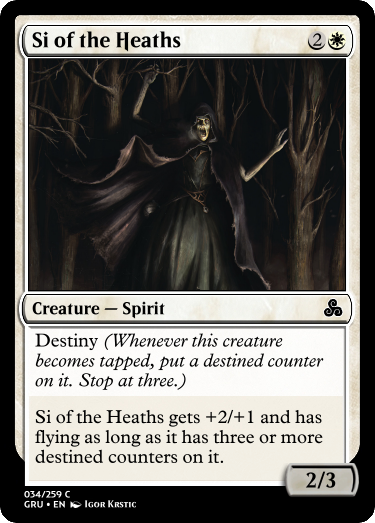 Si of the Heaths 2
Creature — Spirit
Destiny (Whenever this creature
becomes tapped, put a destined counter
on it. Stop at three.)
Si of the Heaths gets +2/+1 and has
flying as long as it has three or more
destined counters on it.
2/3
034/259 C
GRU • EN Igor Krstic